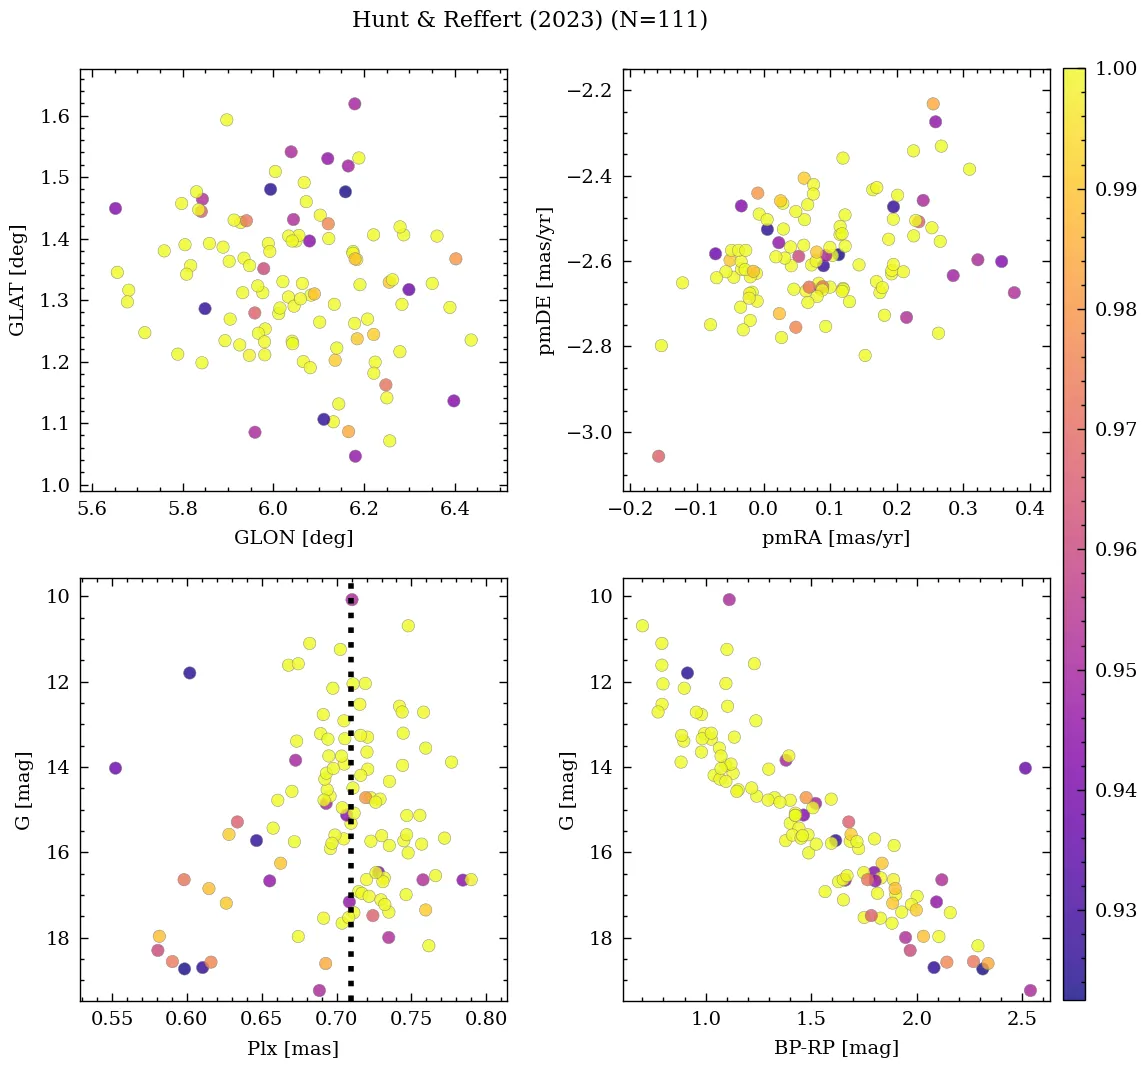 Hunt & Reffert (2023) (N=111)
1.6
1.5
1.4
1.3
1.2
1.1
1.0
GLAT [deg]
5.6 5.8 6.0 6.2 6.4
GLON [deg]
−2.2
−2.4
−2.6
−2.8
−3.0
pmDE [mas/yr]
−0.2 −0.1 0.0 0.1 0.2 0.3 0.4
pmRA [mas/yr]
10
12
14
16
18
G [mag]
0.55 0.60 0.65 0.70 0.75 0.80
Plx [mas]
10
12
14
16
18
G [mag]
1.0 1.5 2.0 2.5
BP-RP [mag]
1.00
0.99
0.98
0.97
0.96
0.95
0.94
0.93